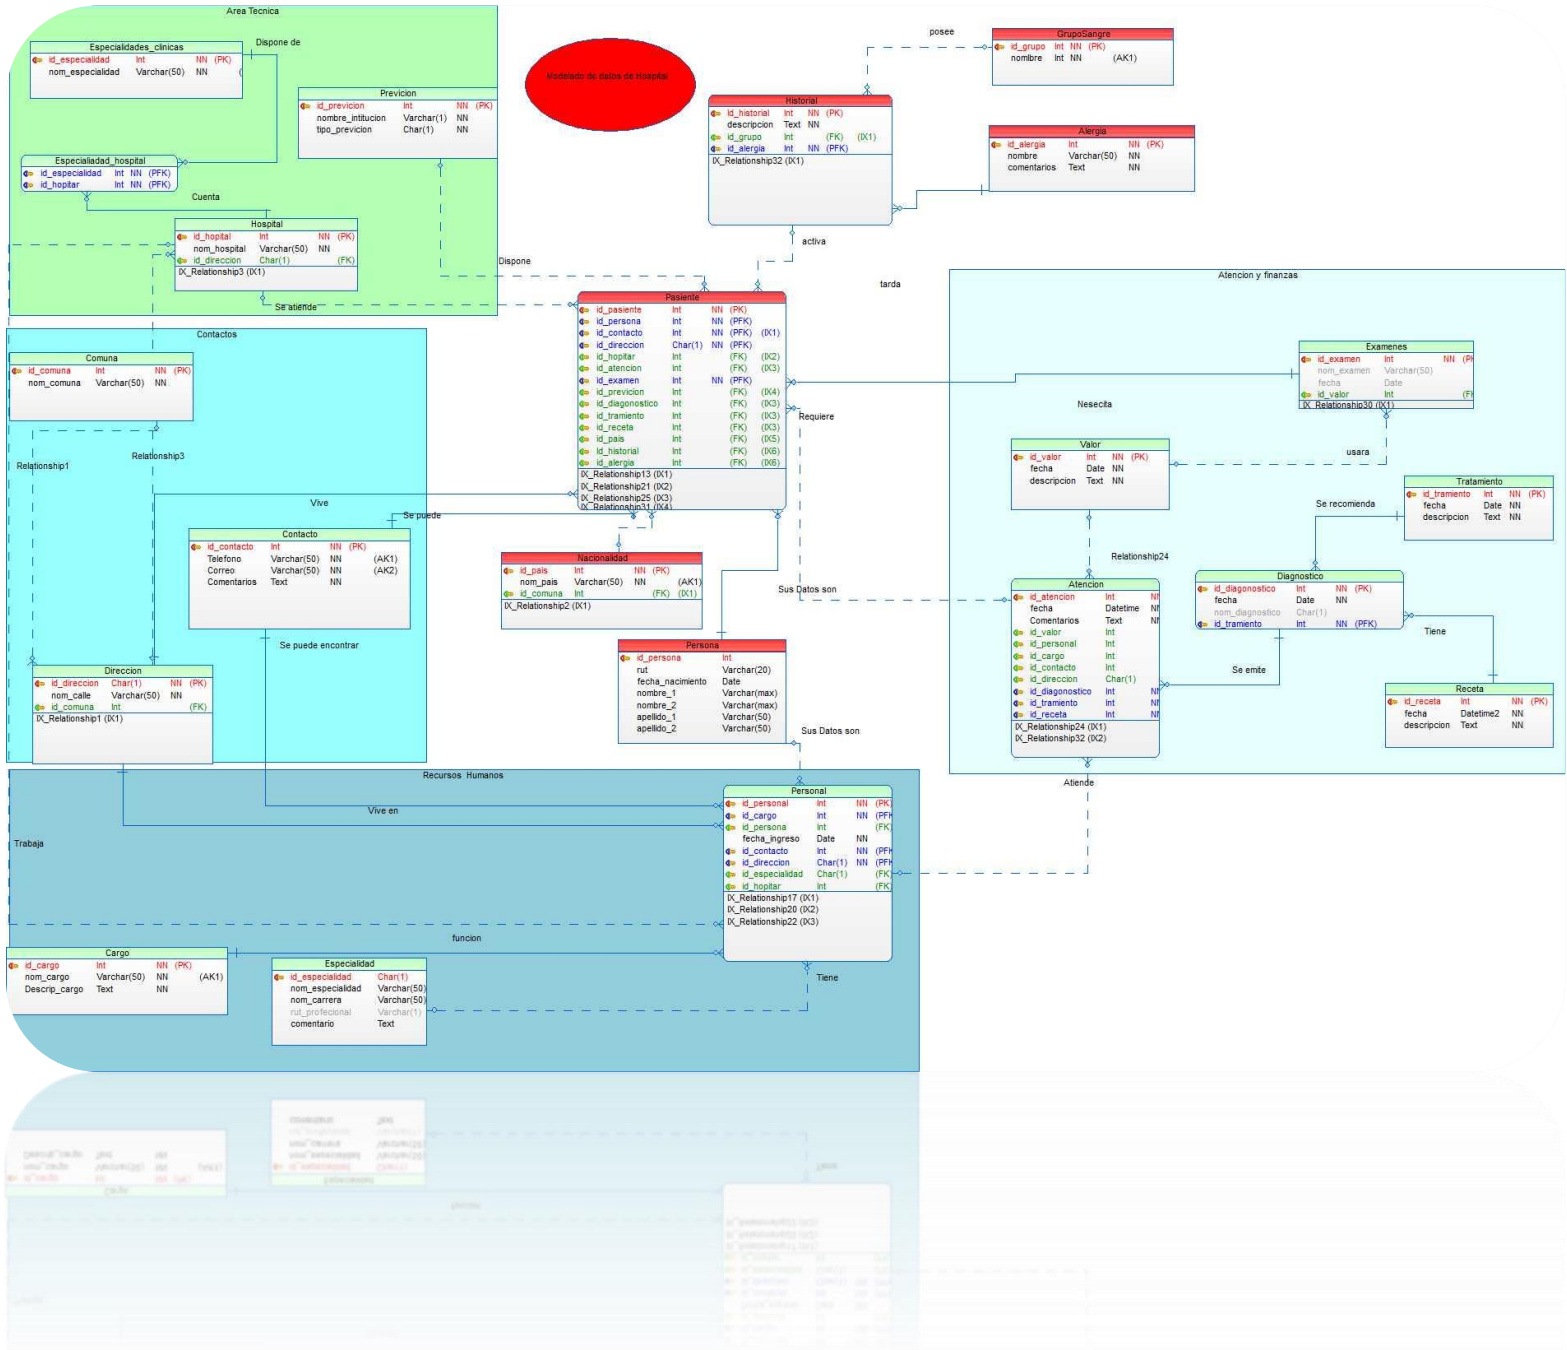 Area Tecnica
Especialidades_clinicas
id_especialidad Int NN (PK)
nom_especialidad Varchar(50) NN (
Dispone de
Previcion
id_previcion Int NN (PK)
nombre_intitucion Varchar(1) NN
tipo_previcion Char(1) NN
Especialiadad_hospital
id_especialidad Int NN (PFK)
id_hopitar Int NN (PFK)
Cuenta
Hospital
id_hopital Int NN (PK)
nom_hospital Varchar(50) NN
id_direccion Char(1) (FK)
IX_Relationship3 (IX1)
Se atiende
Dispone
Modelado de datos de Hospital
posee
GrupoSangre
id_grupo Int NN (PK)
nombre Int NN (AK1)
Historial
Id_historial Int NN (PK)
descripcion Text NN
id_grupo Int (FK) (IX1)
id_alergia Int NN (PFK)
IX_Relationship32 (IX1)
Alergia
id_alergia Int NN (PK)
nombre Varchar(50) NN
comentarios Text NN
activa
tarda
Pasiente
id_pasiente Int NN (PK)
id_persona Int NN (PFK)
id_contacto Int NN (PFK) (IX1)
id_direccion Char(1) NN (PFK)
id_hopitar Int (FK) (IX2)
id_atencion Int (FK) (IX3)
id_examen Int NN (PFK)
id_previcion Int (FK) (IX4)
id_diagonostico Int (FK) (IX3)
id_tramiento Int (FK) (IX3)
id_receta Int (FK) (IX3)
id_pais Int (FK) (IX5)
Id_historial Int (FK) (IX6)
id_alergia Int (FK) (IX6)
IX_Relationship13 (IX1)
IX_Relationship21 (IX2)
IX_Relationship25 (IX3)
IX_Relationship31 (IX4)
Contactos
Comuna
id_comuna Int NN (PK)
nom_comuna Varchar(50) NN
Relationship1
Relationship3
Vive
Se puede
Contacto
id_contacto Int NN (PK)
Telefono Varchar(50) NN (AK1)
Correo Varchar(50) NN (AK2)
Comentarios Text NN
Se puede encontrar
Direccion
id_direccion Char(1) NN (PK)
nom_calle Varchar(50) NN
id_comuna Int (FK)
IX_Relationship1 (IX1)
Nacionalidad
id_pais Int NN (PK)
nom_pais Varchar(50) NN (AK1)
id_comuna Int (FK) (IX1)
IX_Relationship2 (IX1)
Sus Datos son
Persona
id_persona Int
rut Varchar(20)
fecha_nacimiento Date
nombre_1 Varchar(max)
nombre_2 Varchar(max)
apellido_1 Varchar(50)
apellido_2 Varchar(50)
Sus Datos son
Atencion y finanzas
Examenes
id_examen Int NN (PK
nom_examen Varchar(50)
fecha Date
id_valor Int (F
IX_Relationship30 (IX1)
Requiere
Nesecita
usara
Valor
id_valor Int NN (PK)
fecha Date NN
descripcion Text NN
Tratamiento
id_tramiento Int NN (PK)
fecha Date NN
descripcion Text NN
Se recomienda
Relationship24
Atencion
id_atencion Int NN
fecha Datetime NN
Comentarios Text NN
id_valor Int
id_personal Int
id_cargo Int
id_contacto Int
id_direccion Char(1)
id_diagonostico Int NN
id_tramiento Int NN
id_receta Int NN
IX_Relationship24 (IX1)
IX_Relationship32 (IX2)
Diagnostico
id_diagonostico Int NN (PK)
fecha Date NN
nom_diagnostico Char(1)
id_tramiento Int NN (PFK)
Tiene
Se emite
Receta
id_receta Int NN (PK)
fecha Datetime2 NN
descripcion Text NN
Atiende
Recursos Humanos
Vive en
Trabaja
Personal
id_personal Int NN (PK)
id_cargo Int NN (PFK
id_persona Int (FK)
fecha_ingreso Date NN
id_contacto Int NN (PFK
id_direccion Char(1) NN (PFK
id_especialidad Char(1) (FK)
id_hopitar Int (FK)
IX_Relationship17 (IX1)
IX_Relationship20 (IX2)
IX_Relationship22 (IX3)
funcion
Cargo
id_cargo Int NN (PK)
nom_cargo Varchar(50) NN (AK1)
Descrip_cargo Text NN
Especialidad
id_especialidad Char(1)
nom_especialidad Varchar(50)
nom_carrera Varchar(50)
rut_profecional Varchar(1)
comentario Text
Tiene